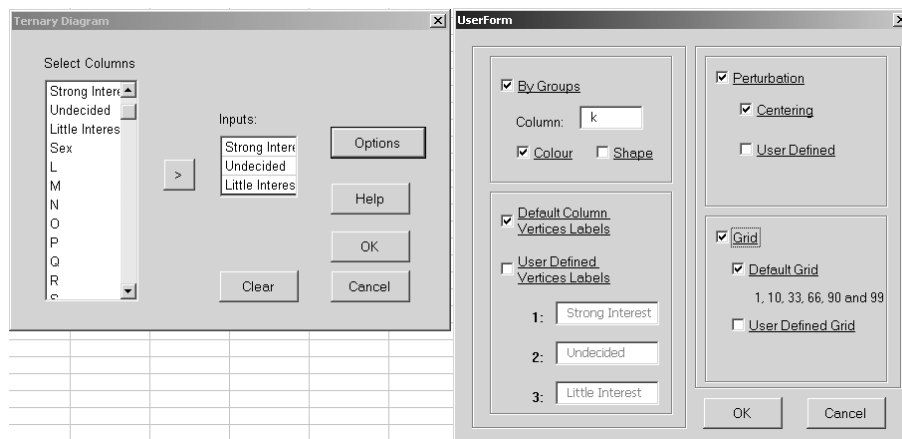 Ternary Diagram
Select Columns
Strong Intere
Undecided
Little Interes
Sex
L
M
N
O
P
Q
R
S
>
Inputs:
Strong Intere
Undecided
Little Interes
Clear
Options
Help
OK
Cancel
UserForm
By Groups
Column: k
Colour Shape
Default Column
Vertices Labels
User Defined
Vertices Labels
1: Strong Interest
2: Undecided
3: Little Interest
Perturbation
Centering
User Defined
Grid
Default Grid
1, 10, 33, 66, 90 and 99
User Defined Grid
OK Cancel